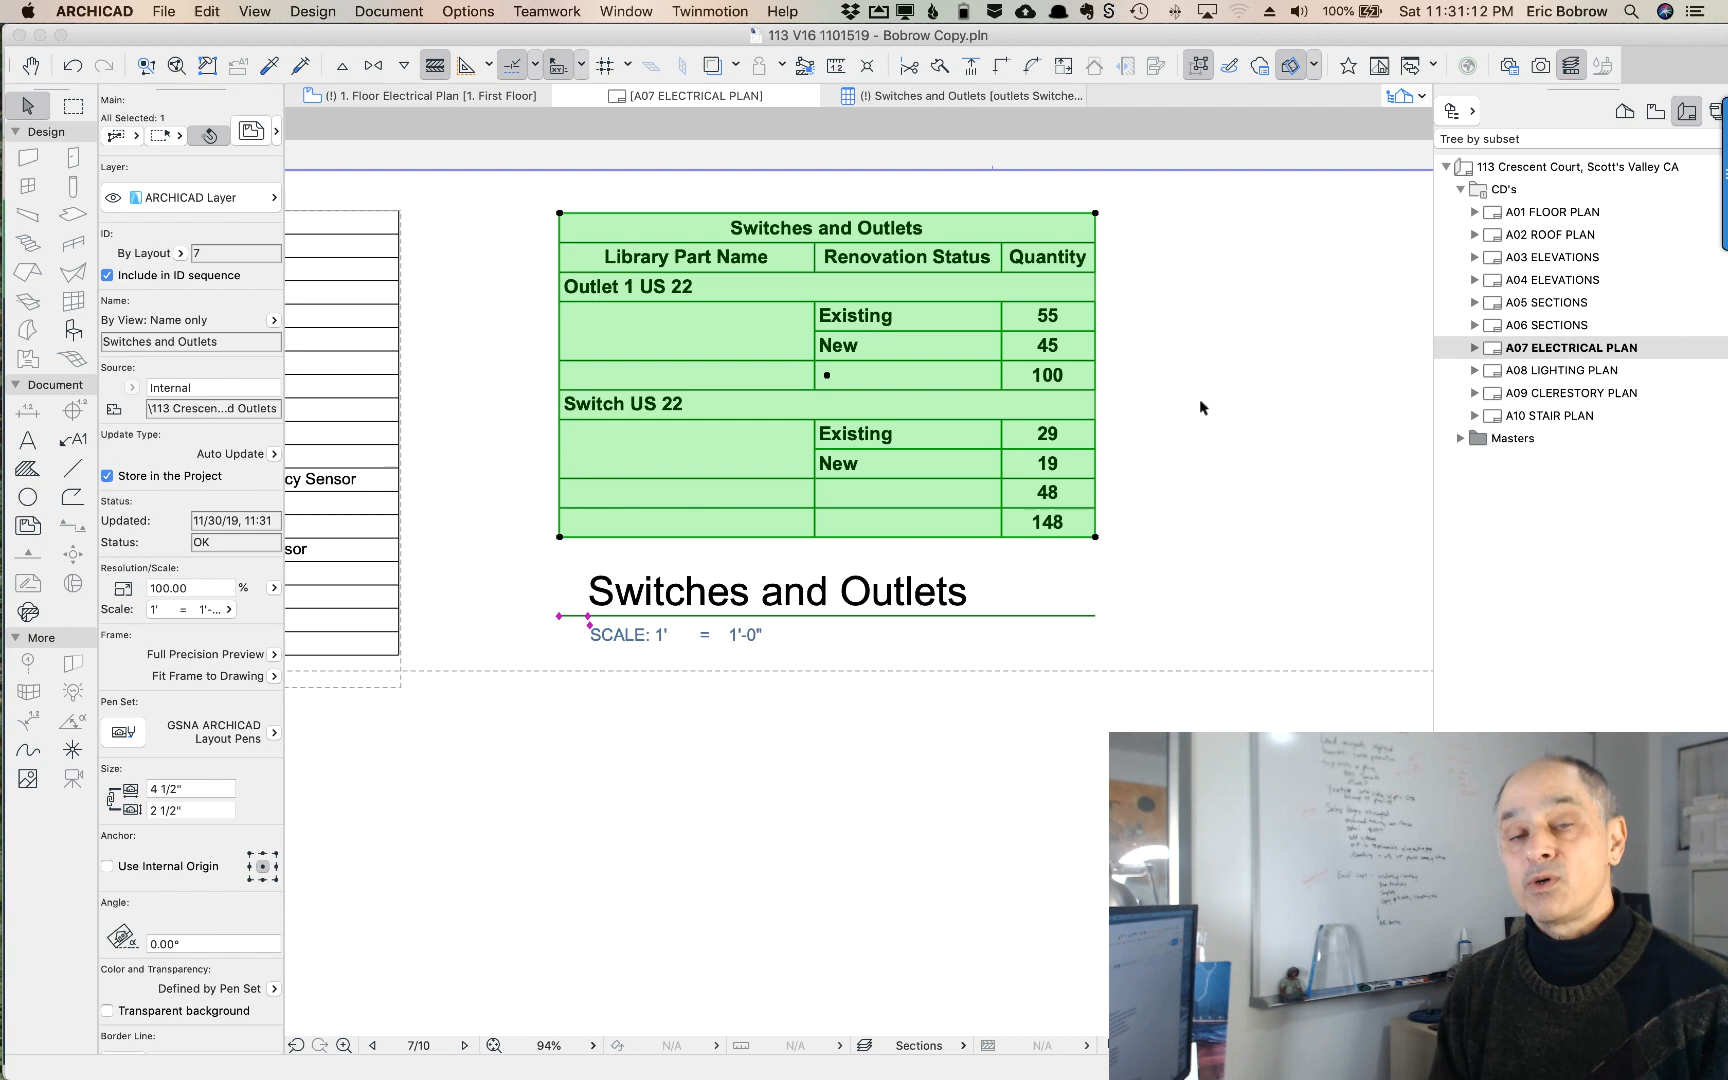 ARCHICAD File Edit View Design Document Options Teamwork Window Twinmotion Help 100% Sat 11:31:12 PM Eric Bobrow
113 V16 1101519 - Bobrow Copy.pln
(!) 1. Floor Electrical Plan [1. First Floor] [A07 ELECTRICAL PLAN] (!) Switches and Outlets [outlets Switche...
Main:
All Selected: 1
Design
Layer:
ARCHICAD Layer
ID:
By Layout 7
Include in ID sequence
Name:
By View: Name only
Switches and Outlets
Source:
Internal
\113 Crescen...d Outlets
Document
Update Type:
Auto Update
Store in the Project
Status:
Updated: 11/30/19, 11:31
Status: OK
Resolution/Scale:
100.00 %
Scale: 1' = 1'-...
Frame:
More
Full Precision Preview
Fit Frame to Drawing
Pen Set:
GSNA ARCHICAD
Layout Pens
Size:
4 1/2"
2 1/2"
Anchor:
Use Internal Origin
Angle:
0.00°
Color and Transparency:
Defined by Pen Set
Transparent background
Border Line:
cy Sensor
sor
Switches and Outlets
Library Part Name Renovation Status Quantity
Outlet 1 US 22
Existing 55
New 45
• 100
Switch US 22
Existing 29
New 19
48
148
Switches and Outlets
SCALE: 1' = 1'-0"
7/10 94% N/A N/A Sections N/A
Tree by subset
113 Crescent Court, Scott's Valley CA
CD's
A01 FLOOR PLAN
A02 ROOF PLAN
A03 ELEVATIONS
A04 ELEVATIONS
A05 SECTIONS
A06 SECTIONS
A07 ELECTRICAL PLAN
A08 LIGHTING PLAN
A09 CLERESTORY PLAN
A10 STAIR PLAN
Masters